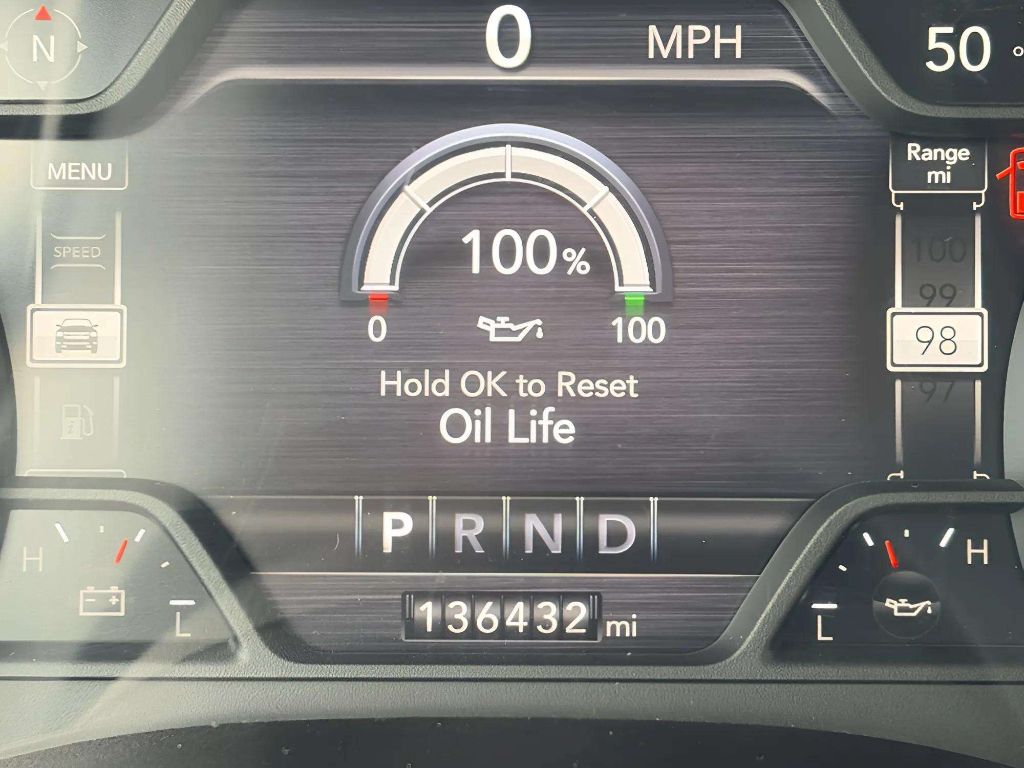 N
0 MPH
50 °
MENU
Range
mi
SPEED
100
99
98
97
100%
0
100
Hold OK to Reset
Oil Life
P R N D
H
L
H
L
136432 mi